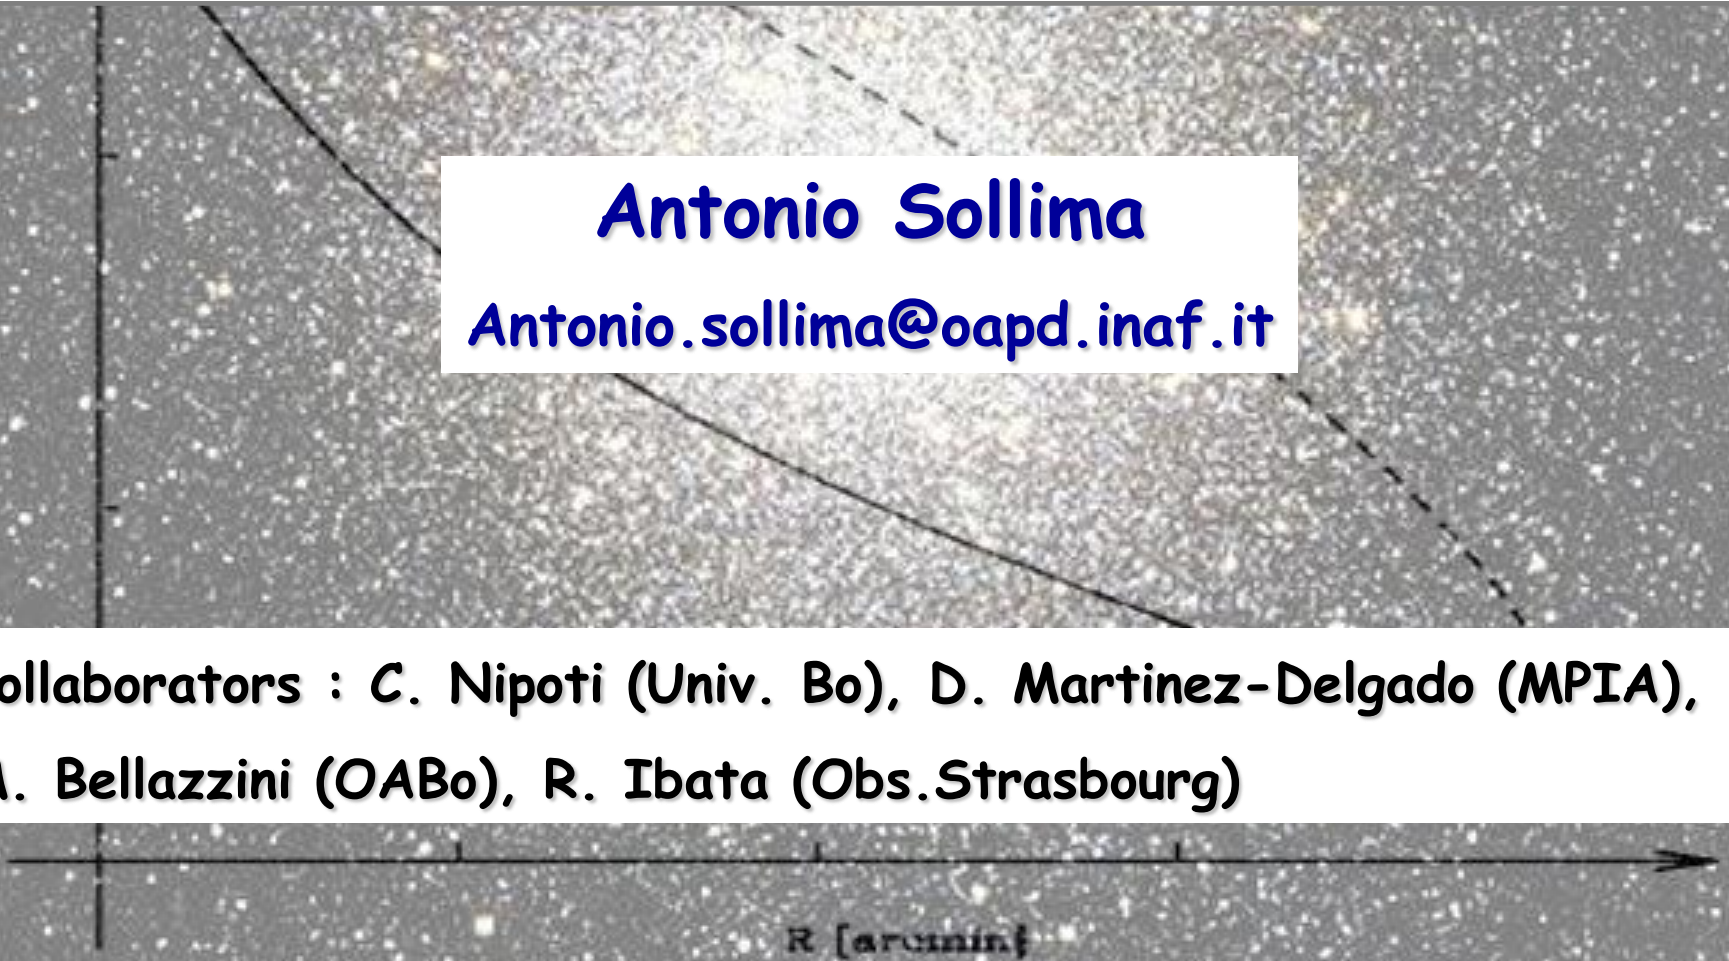 Antonio Sollima
Antonio.sollima@oapd.inaf.it
ollaborators : C. Nipoti (Univ. Bo), D. Martinez-Delgado (MPIA),
. Bellazzini (OABo), R. Ibata (Obs.Strasbourg)
R [arcmin]